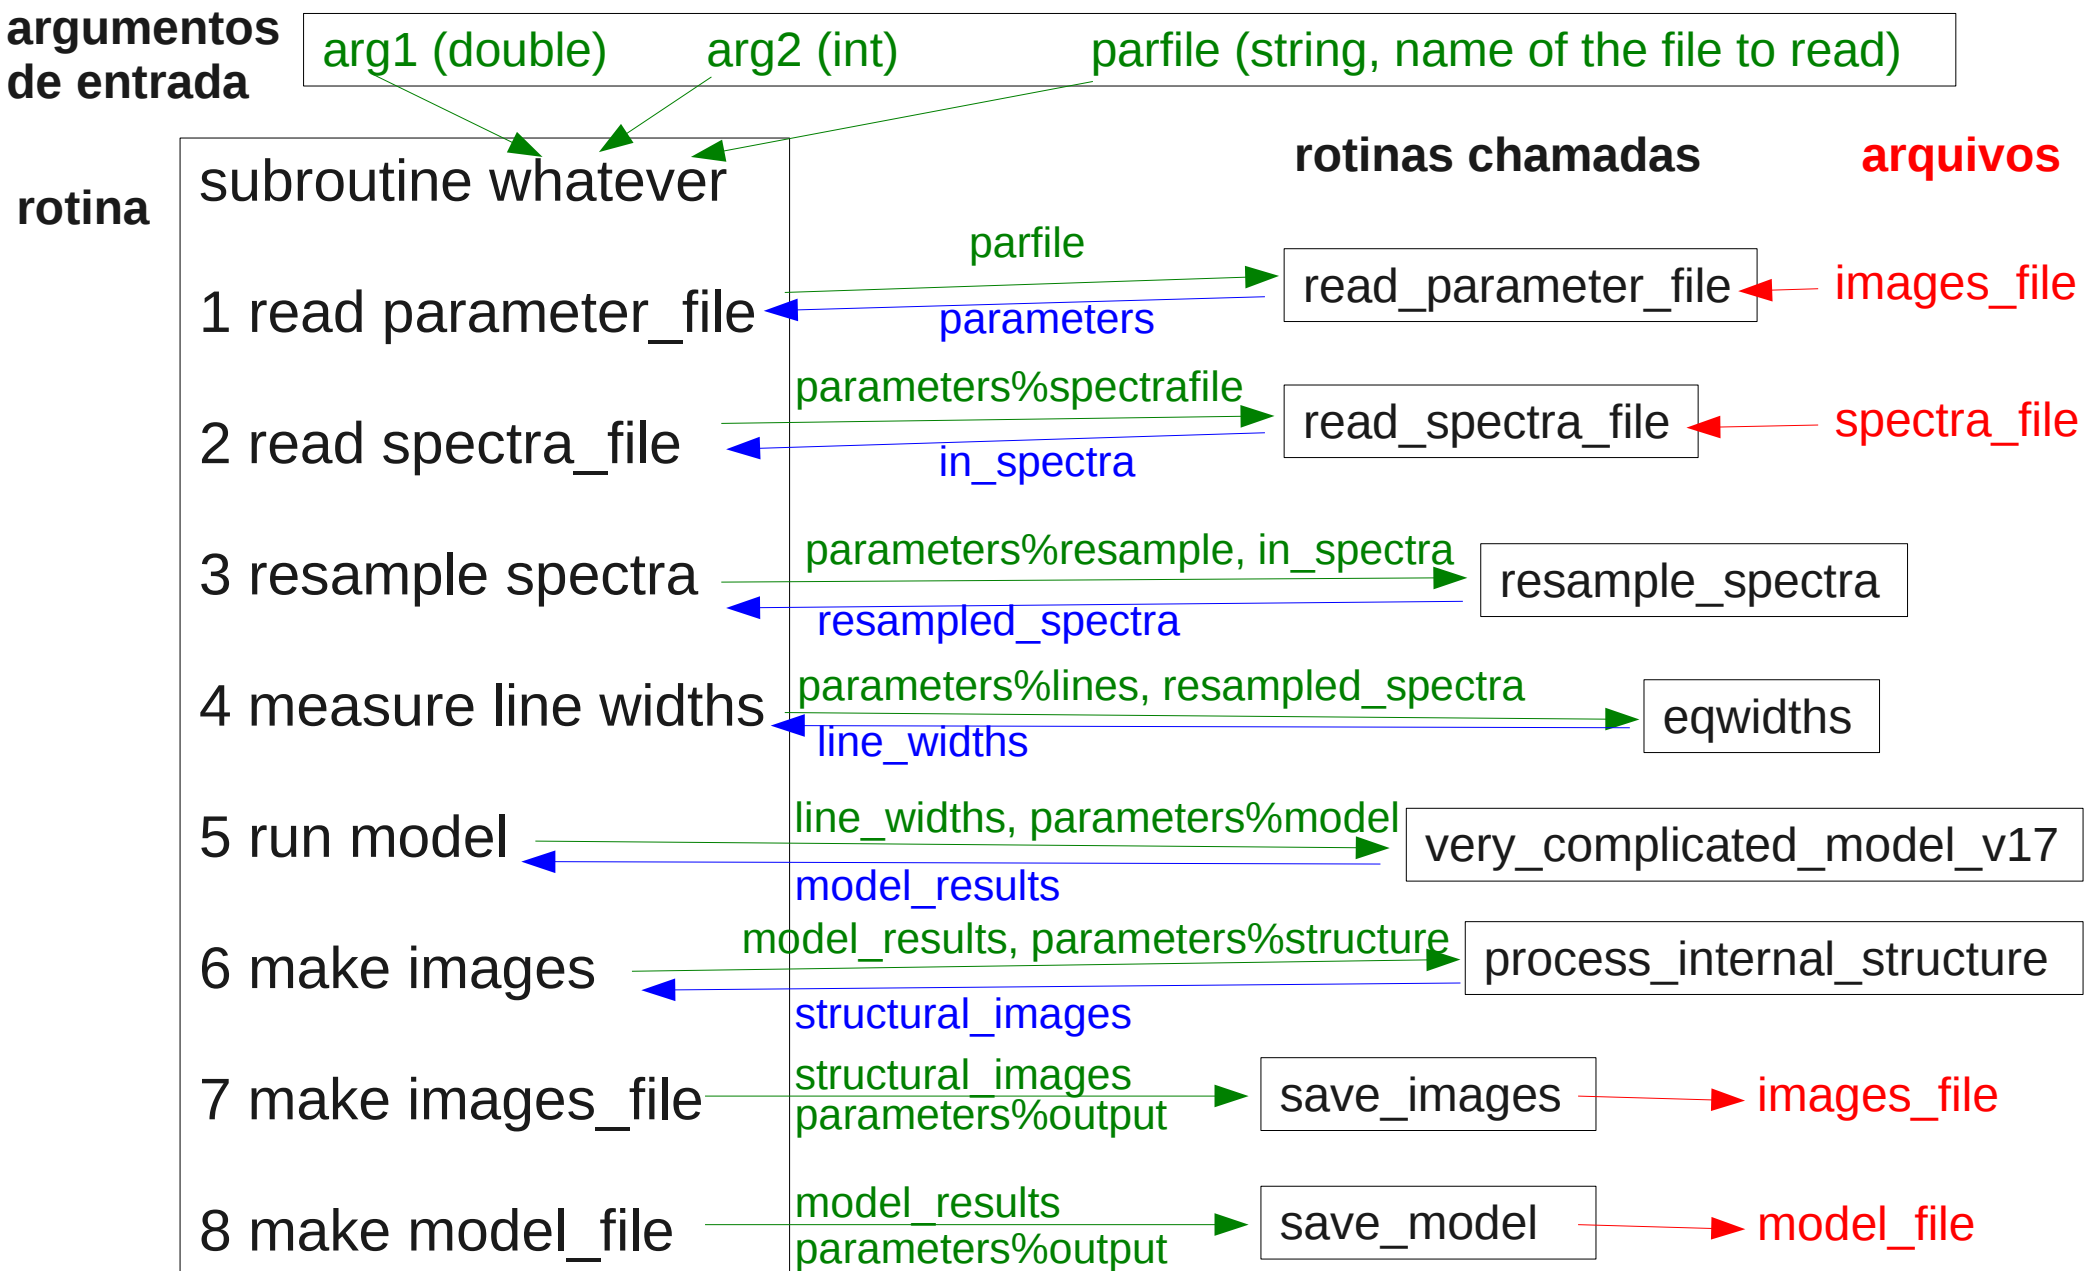 argumentos
de entrada
arg1 (double) arg2 (int) parfile (string, name of the file to read)
rotina
subroutine whatever
rotinas chamadas arquivos
parfile
1 read parameter_file
parameters
read_parameter_file
images_file
parameters%spectrafile
2 read spectra_file
in_spectra
read_spectra_file
spectra_file
parameters%resample, in_spectra
3 resample spectra
resampled_spectra
resample_spectra
parameters%lines, resampled_spectra
4 measure line widths
line_widths
eqwidths
line_widths, parameters%model
5 run model
model_results
very_complicated_model_v17
model_results, parameters%structure
6 make images
structural_images
process_internal_structure
structural_images
7 make images_file
parameters%output
save_images
images_file
model_results
8 make model_file
parameters%output
save_model
model_file